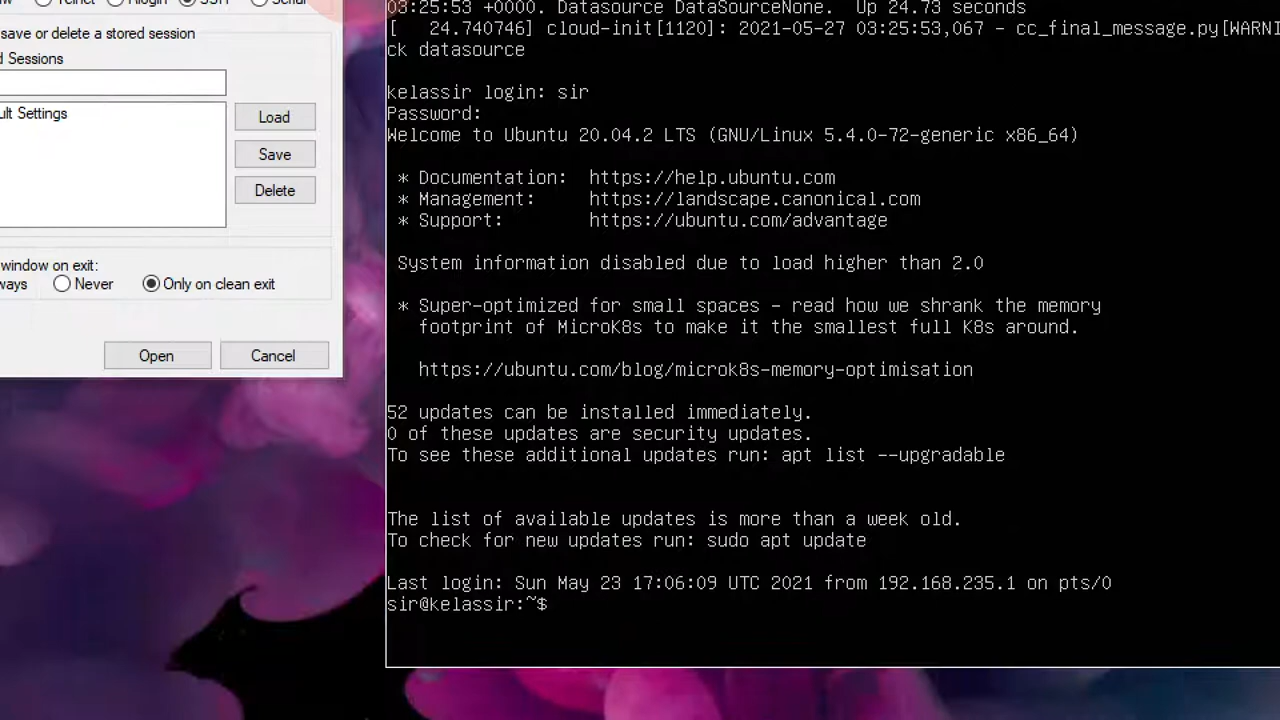 Telnet
Rlogin
SSH
Serial
save or delete a stored session
Sessions
Settings
Load
Save
Delete
window on exit:
Never
Only on clean exit
Open
Cancel
03:25:53 +0000. Datasource DataSourceNone.  Up 24.73 seconds
[   24.740746] cloud-init[1120]: 2021-05-27 03:25:53,067 - cc_final_message.py[WARNI
ck datasource
kelassir login: sir
Password:
Welcome to Ubuntu 20.04.2 LTS (GNU/Linux 5.4.0-72-generic x86_64)
* Documentation:  https://help.ubuntu.com
* Management:     https://landscape.canonical.com
* Support:        https://ubuntu.com/advantage
System information disabled due to load higher than 2.0
* Super-optimized for small spaces - read how we shrank the memory
footprint of MicroK8s to make it the smallest full K8s around.
https://ubuntu.com/blog/microk8s-memory-optimisation
52 updates can be installed immediately.
0 of these updates are security updates.
To see these additional updates run: apt list --upgradable
The list of available updates is more than a week old.
To check for new updates run: sudo apt update
Last login: Sun May 23 17:06:09 UTC 2021 from 192.168.235.1 on pts/0
sir@kelassir:~$